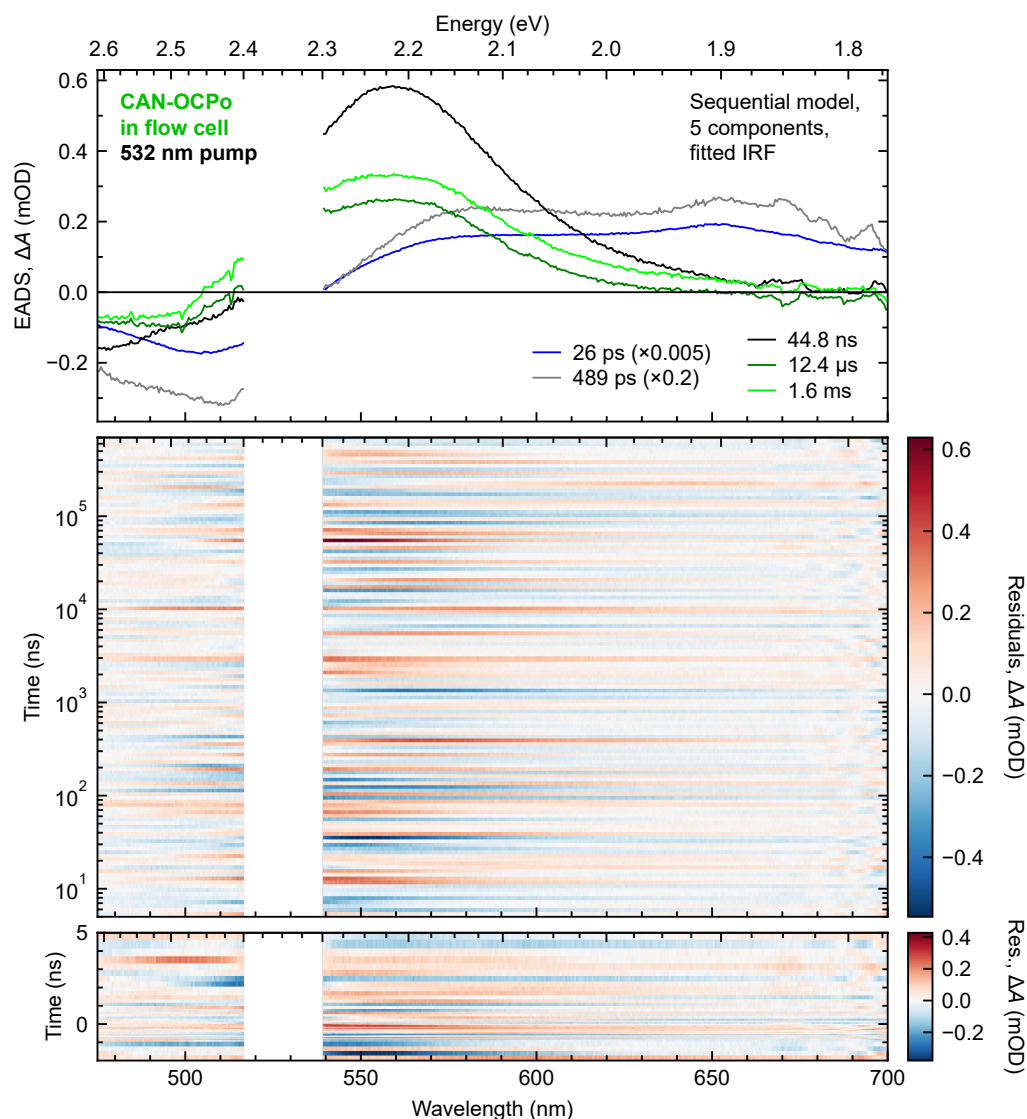 Energy (eV)
2.6 2.5 2.4 2.3 2.2 2.1 2.0 1.9 1.8
EADS, ΔA (mOD)
0.6
0.4
0.2
0.0
−0.2
CAN-OCPo
in flow cell
532 nm pump
Sequential model,
5 components,
fitted IRF
26 ps (×0.005)
489 ps (×0.2)
44.8 ns
12.4 µs
1.6 ms
Time (ns)
10⁵
10⁴
10³
10²
10¹
0.6
0.4
0.2
0.0
−0.2
−0.4
Residuals, ΔA (mOD)
Time (ns)
5
0
0.4
0.2
0.0
−0.2
Res., ΔA (mOD)
500 550 600 650 700
Wavelength (nm)